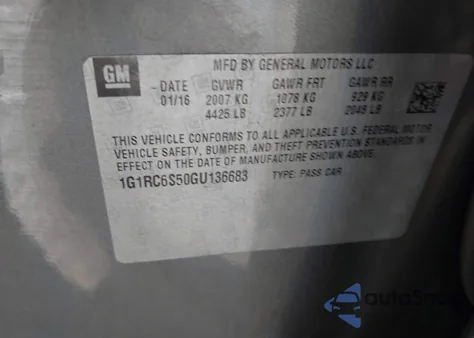 GM
MFD BY GENERAL MOTORS LLC
DATE GVWR GAWR FRT GAWR RR
01/16 2007 KG 1078 KG 929 KG
4425 LB 2377 LB 2048 LB
THIS VEHICLE CONFORMS TO ALL APPLICABLE U.S. FEDERAL MOTOR
VEHICLE SAFETY, BUMPER, AND THEFT PREVENTION STANDARDS IN
EFFECT ON THE DATE OF MANUFACTURE SHOWN ABOVE.
1G1RC6S50GU136683 TYPE: PASS CAR